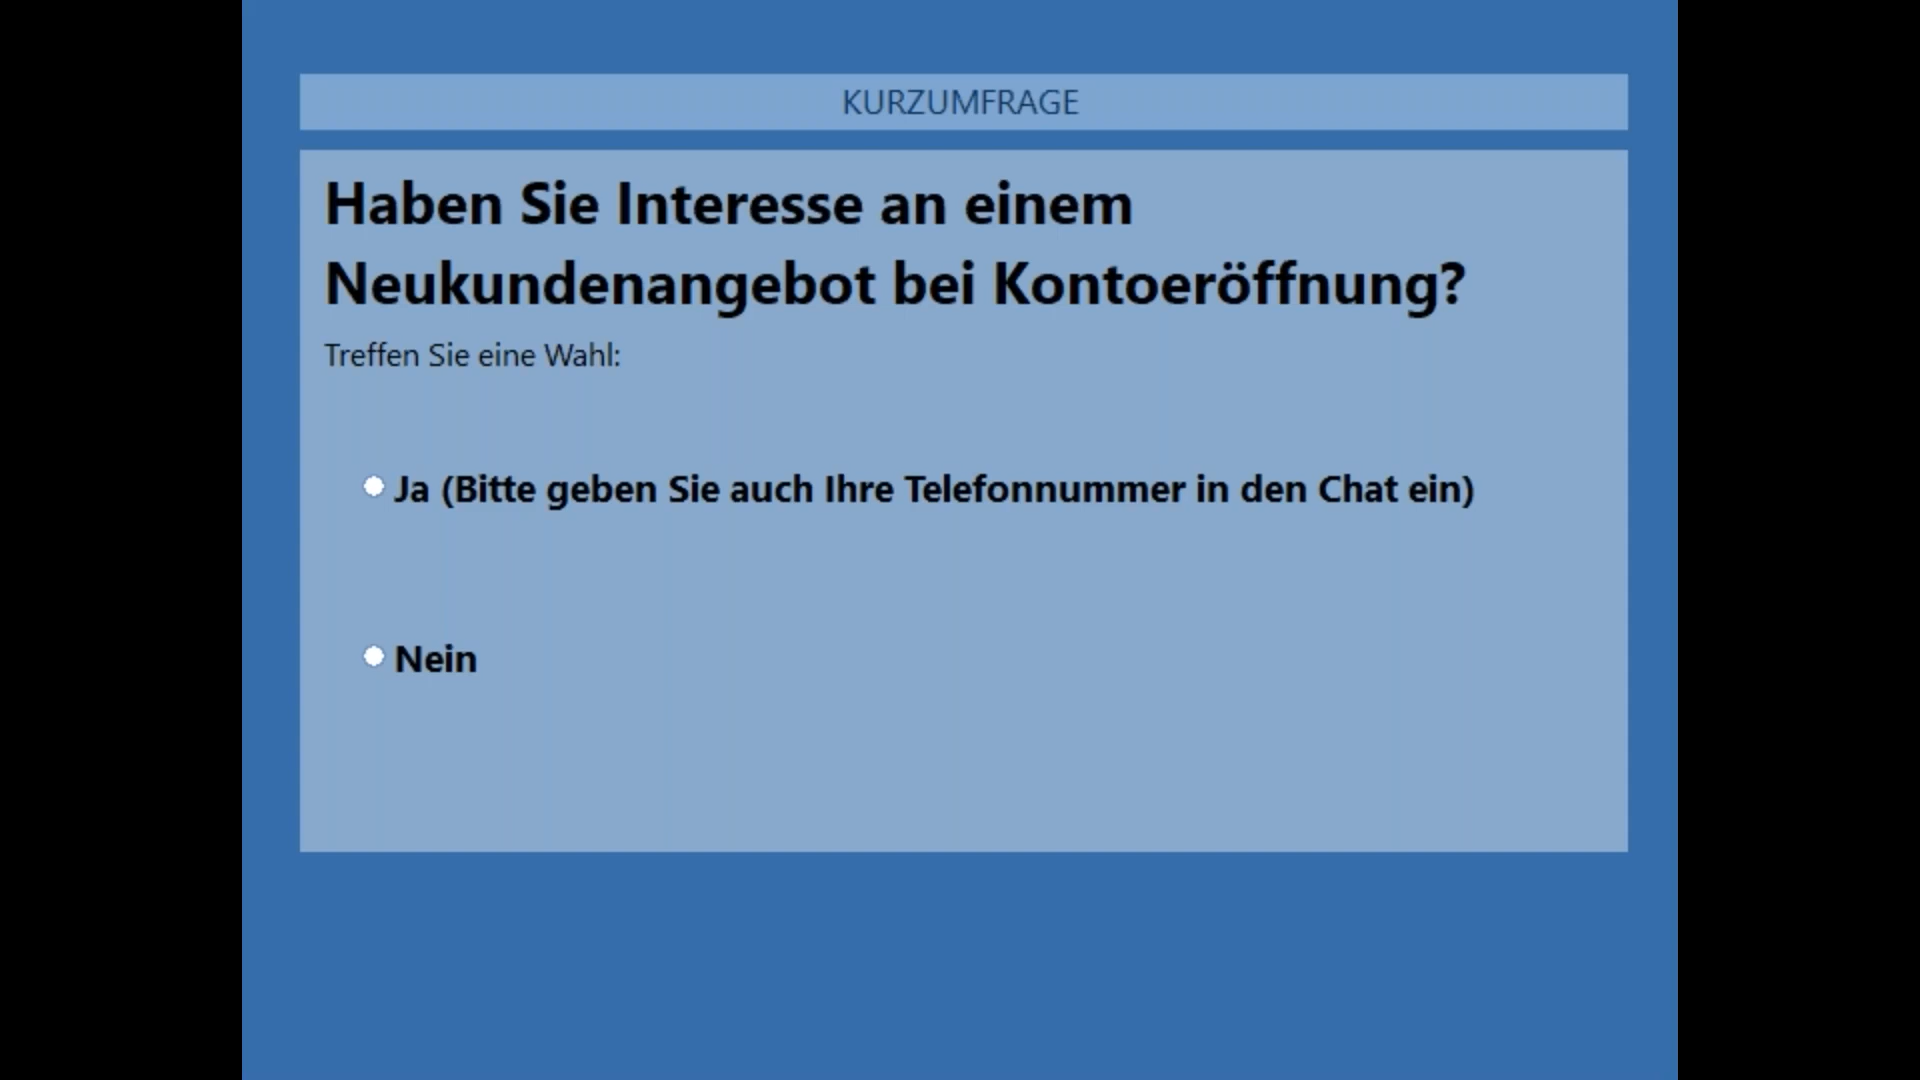 KURZUMFRAGE
Haben Sie Interesse an einem
Neukundenangebot bei Kontoeröffnung?
Treffen Sie eine Wahl:
Ja (Bitte geben Sie auch Ihre Telefonnummer in den Chat ein)
Nein